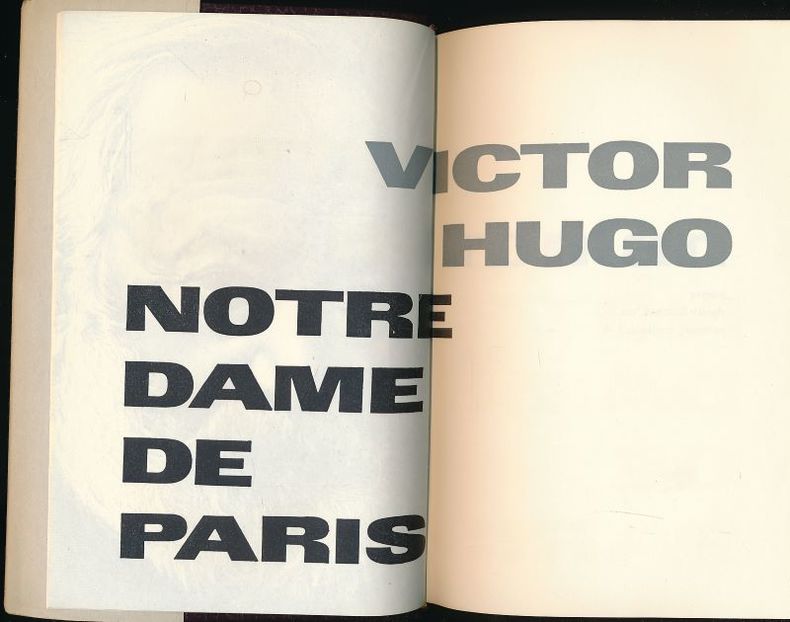 VICTOR
HUGO
NOTRE
DAME
DE
PARIS